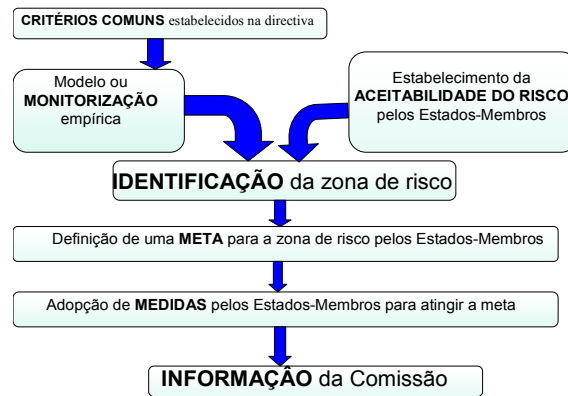 CRITÉRIOS COMUNS estabelecidos na directiva
Modelo ou
MONITORIZAÇÃO
empírica
Estabelecimento da
ACEITABILIDADE DO RISCO
pelos Estados-Membros
IDENTIFICAÇÃO da zona de risco
Definição de uma META para a zona de risco pelos Estados-Membros
Adopção de MEDIDAS pelos Estados-Membros para atingir a meta
INFORMAÇÂO da Comissão